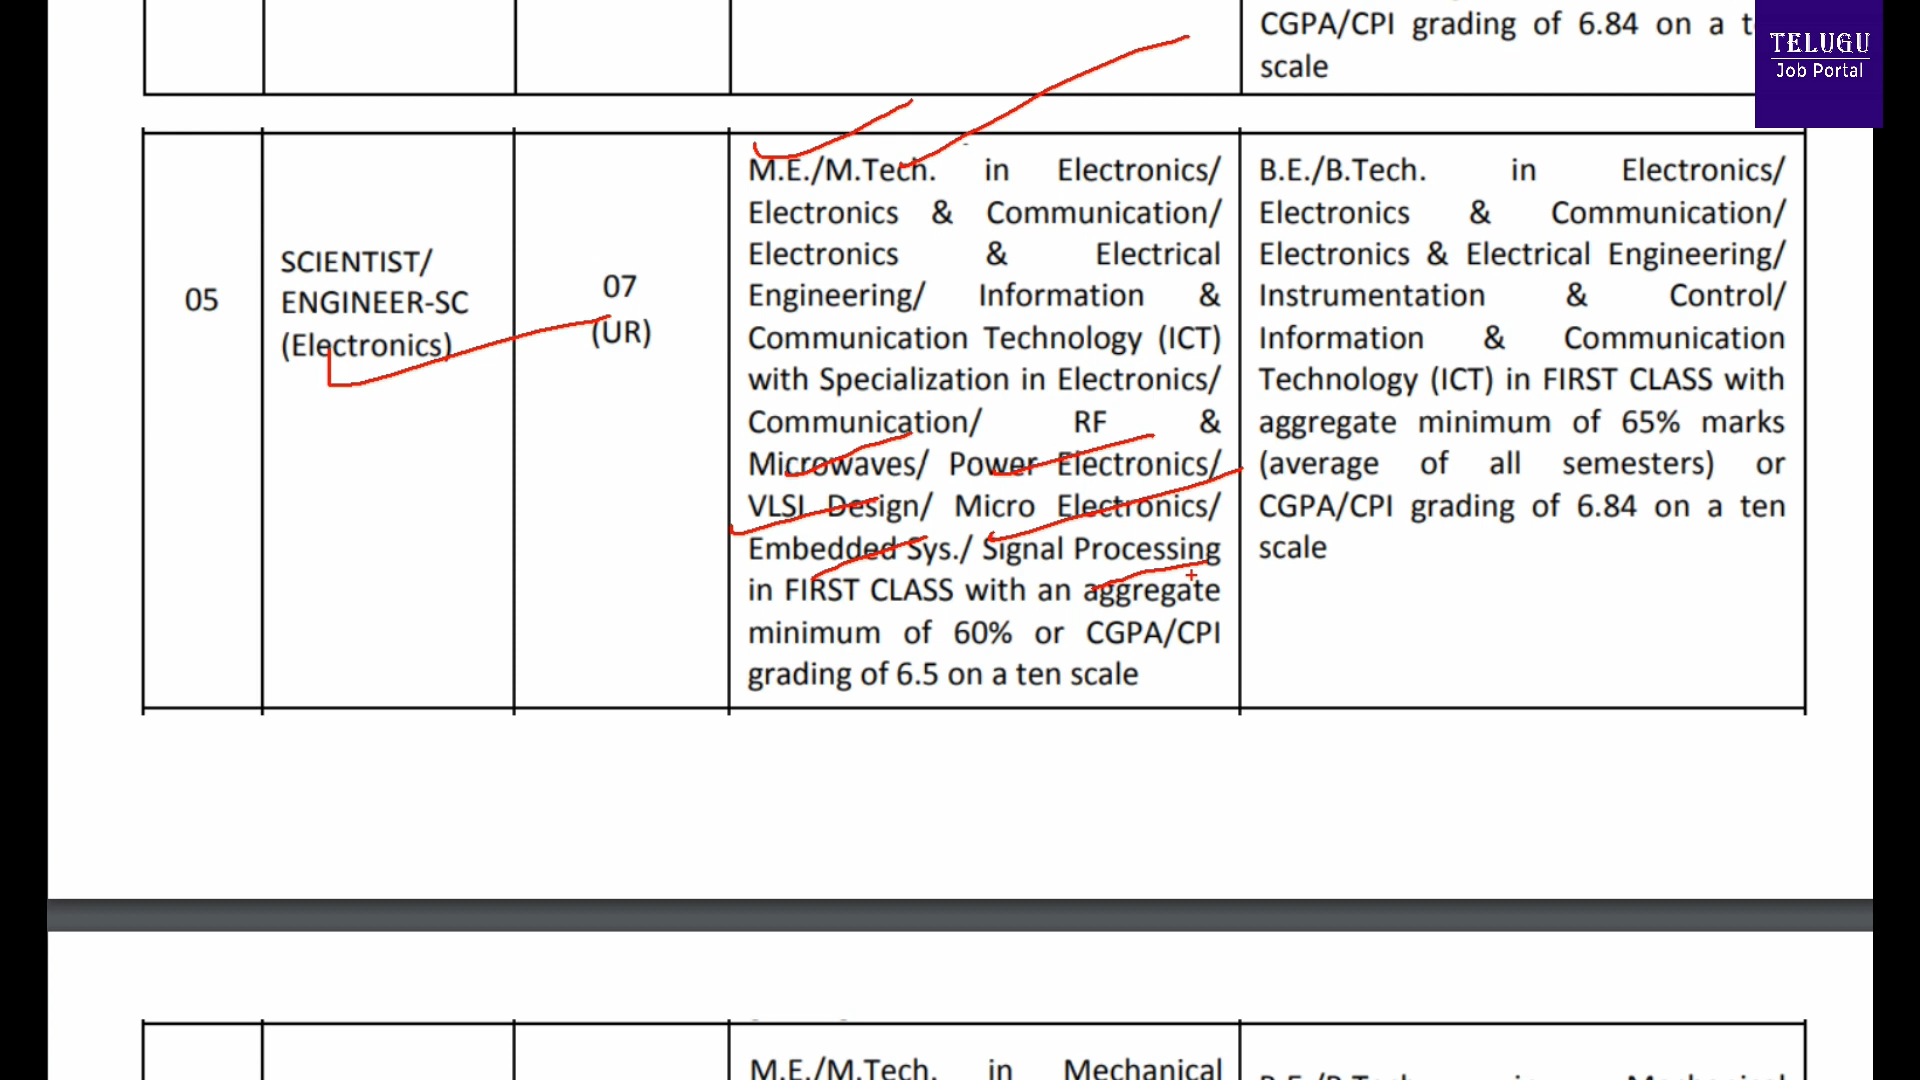 CGPA/CPI grading of 6.84 on a
scale
TELUGU
Job Portal
05
SCIENTIST/
ENGINEER-SC
(Electronics)
07
(UR)
M.E./M.Tech. in Electronics/
Electronics & Communication/
Electronics & Electrical
Engineering/ Information &
Communication Technology (ICT)
with Specialization in Electronics/
Communication/ RF &
Microwaves/ Power Electronics/
VLSI Design/ Micro Electronics/
Embedded Sys./ Signal Processing
in FIRST CLASS with an aggregate
minimum of 60% or CGPA/CPI
grading of 6.5 on a ten scale
B.E./B.Tech. in Electronics/
Electronics & Communication/
Electronics & Electrical Engineering/
Instrumentation & Control/
Information & Communication
Technology (ICT) in FIRST CLASS with
aggregate minimum of 65% marks
(average of all semesters) or
CGPA/CPI grading of 6.84 on a ten
scale
M.E./M.Tech. in Mechanical